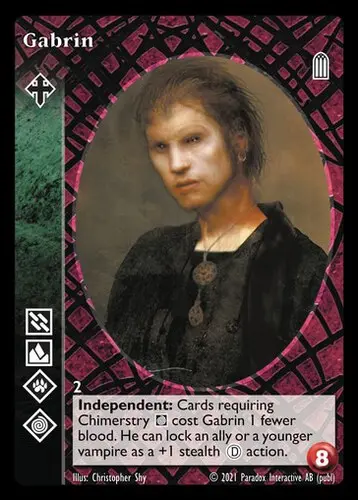 Gabrin
2
Independent: Cards requiring
Chimerstry cost Gabrin 1 fewer
blood. He can lock an ally or a younger
vampire as a +1 stealth D action.
8
Illus: Christopher Shy © 2021 Paradox Interactive AB (publ)